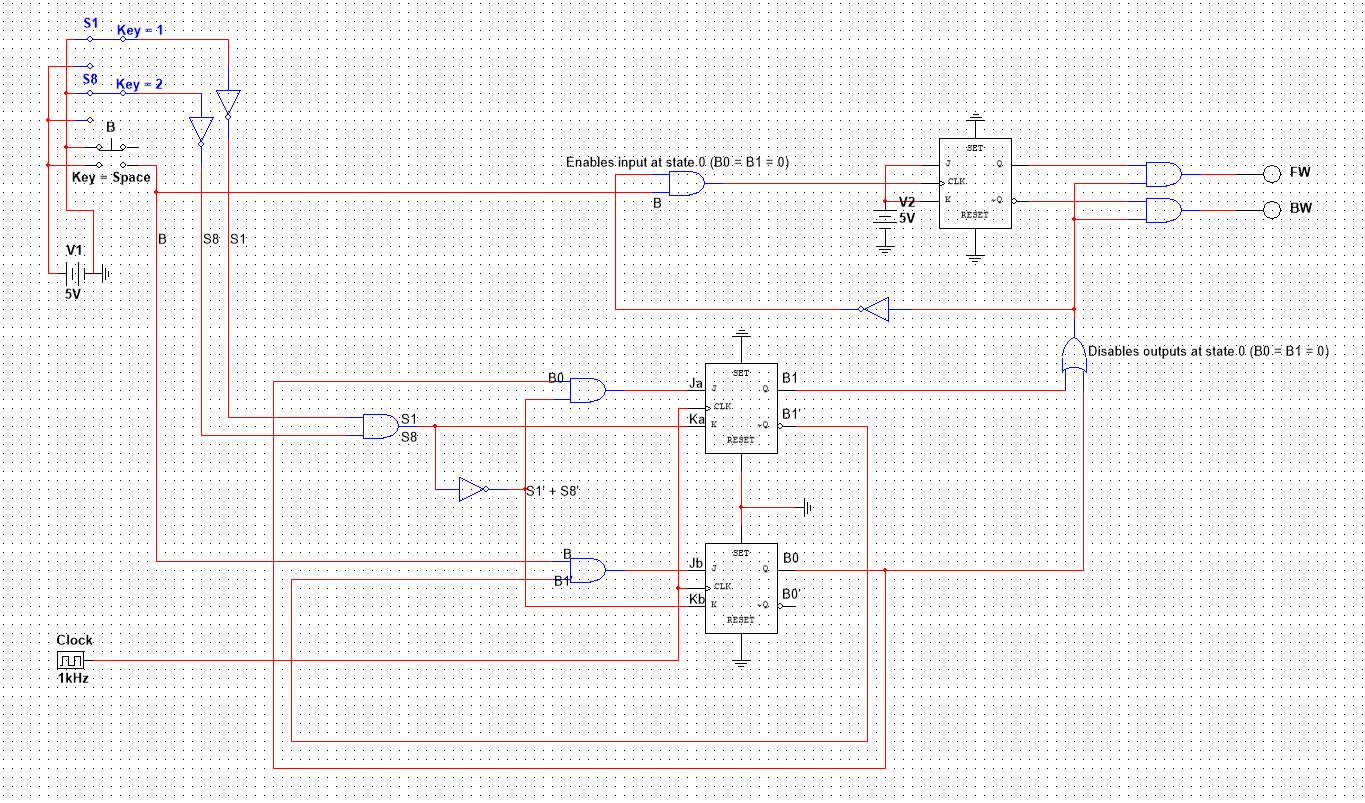 S1
Key = 1
S8
Key = 2
B
Key = Space
V1
5V
B
S8
S1
Enables input at state 0 (B0 = B1 = 0)
B
V2
5V
SET
J
Q
CLK
K
~Q
RESET
FW
BW
Disables outputs at state 0 (B0 = B1 = 0)
B0
S1
S8
S1' + S8'
Ja
Ka
SET
J
Q
CLK
K
~Q
RESET
B1
B1'
B
B1'
Jb
Kb
SET
J
Q
CLK
K
~Q
RESET
B0
B0'
Clock
1kHz